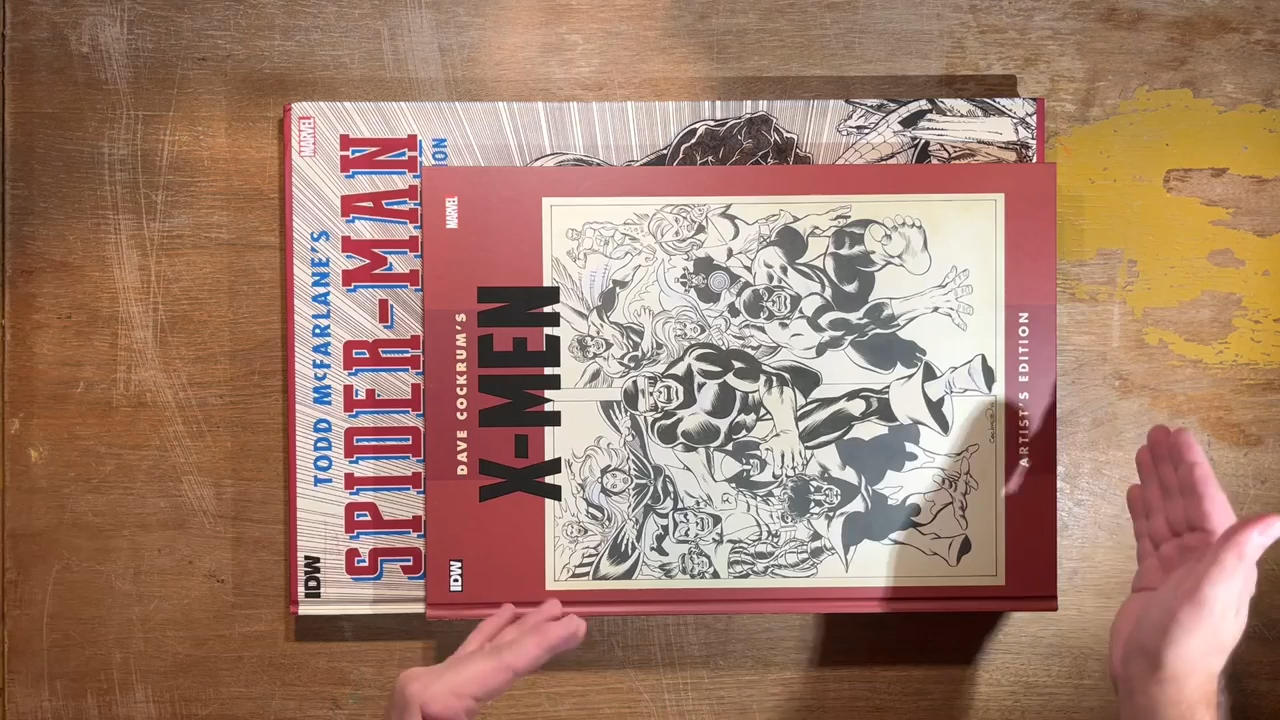 MARVEL
TODD McFARLANE'S
SPIDER-MAN
ON
IDW
MARVEL
DAVE COCKRUM'S
X-MEN
IDW
ARTIST'S EDITION